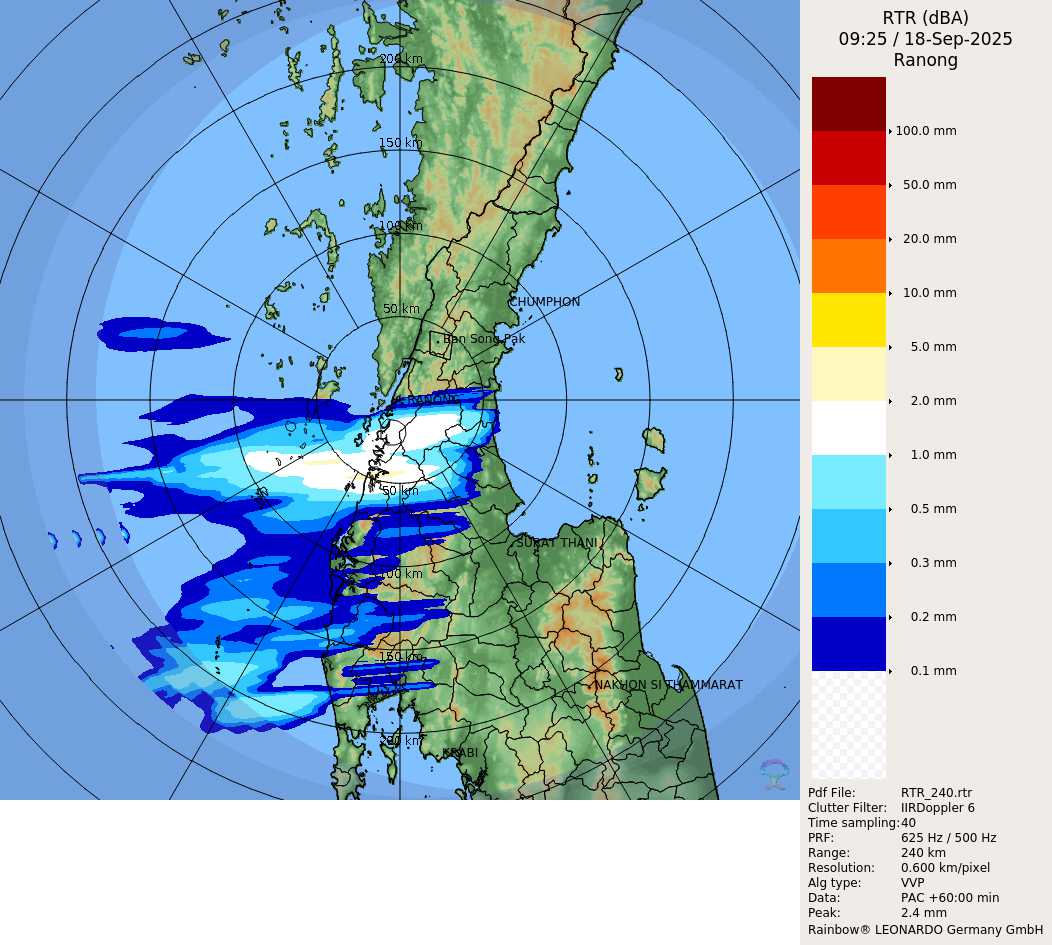 RTR (dBA)
09:25 / 18-Sep-2025
Ranong
200 km
150 km
100 km
50 km
CHUMPHON
Ban Song Pak
RANONG
50 km
SURAT THANI
100 km
150 km
NAKHON SI THAMMARAT
200 km
KRABI
100.0 mm
50.0 mm
20.0 mm
10.0 mm
5.0 mm
2.0 mm
1.0 mm
0.5 mm
0.3 mm
0.2 mm
0.1 mm
Pdf File: RTR_240.rtr
Clutter Filter: IIRDoppler 6
Time sampling:40
PRF: 625 Hz / 500 Hz
Range: 240 km
Resolution: 0.600 km/pixel
Alg type: VVP
Data: PAC +60:00 min
Peak: 2.4 mm
Rainbow® LEONARDO Germany GmbH